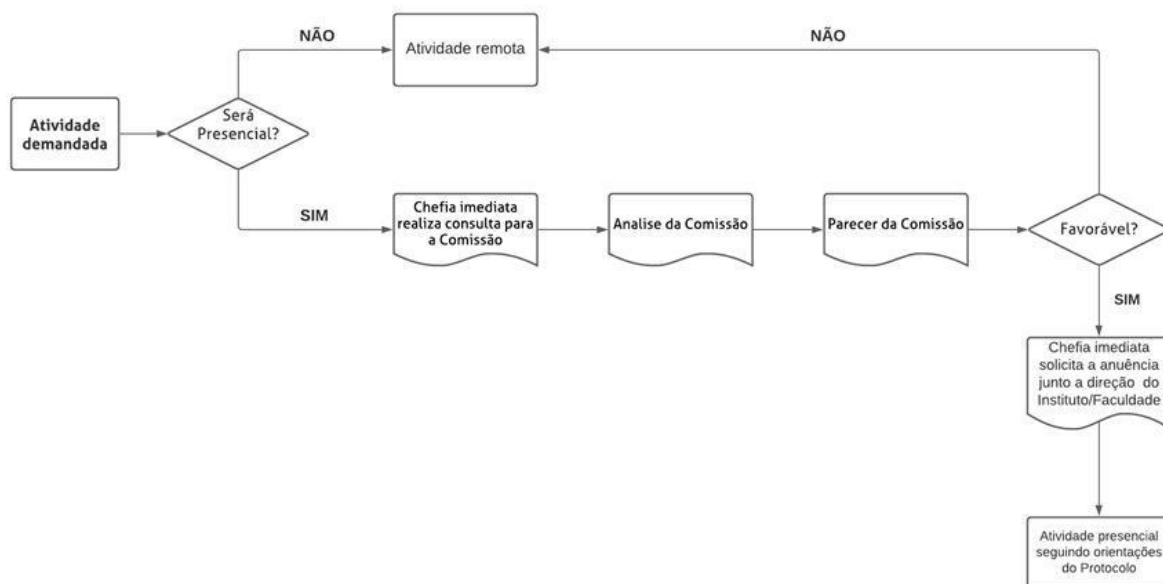 NÃO
Atividade remota
NÃO
Atividade
demandada
Será
Presencial?
SIM
Chefia imediata
realiza consulta para
a Comissão
Analise da Comissão
Parecer da Comissão
Favorável?
SIM
Chefia imediata
solicita a anuência
junto a direção do
Instituto/Faculdade
Atividade presencial
seguindo orientações
do Protocolo